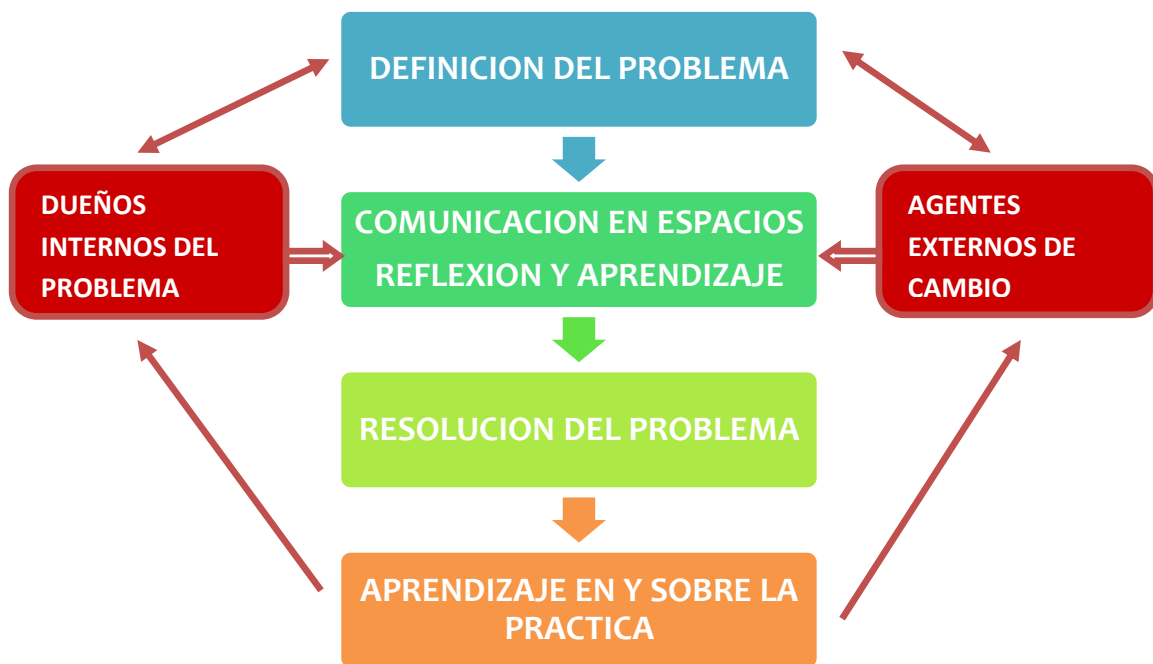 DEFINICION DEL PROBLEMA
DUEÑOS
INTERNOS DEL
PROBLEMA
COMUNICACION EN ESPACIOS
REFLEXION Y APRENDIZAJE
AGENTES
EXTERNOS DE
CAMBIO
RESOLUCION DEL PROBLEMA
APRENDIZAJE EN Y SOBRE LA
PRACTICA